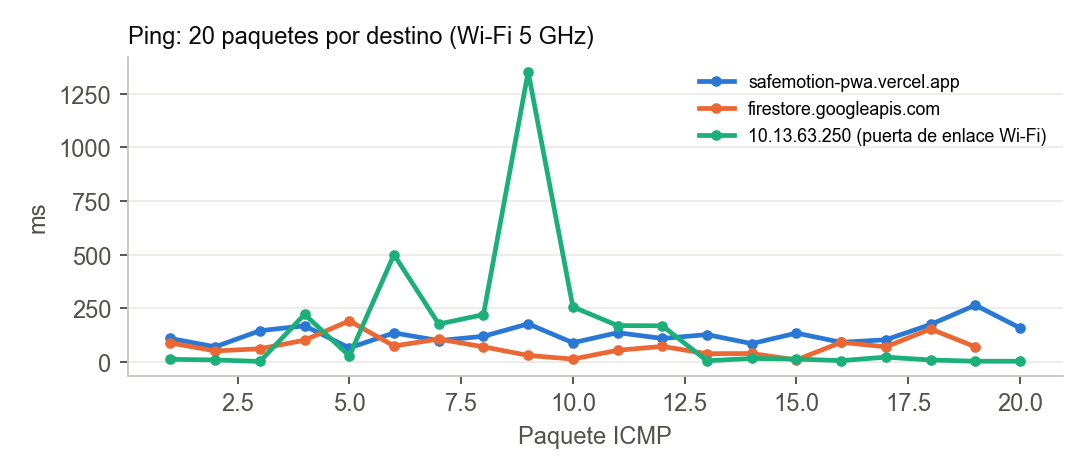 Ping: 20 paquetes por destino (Wi-Fi 5 GHz)
safemotion-pwa.vercel.app
firestore.googleapis.com
10.13.63.250 (puerta de enlace Wi-Fi)
1250
1000
750
500
250
0
ms
2.5 5.0 7.5 10.0 12.5 15.0 17.5 20.0
Paquete ICMP